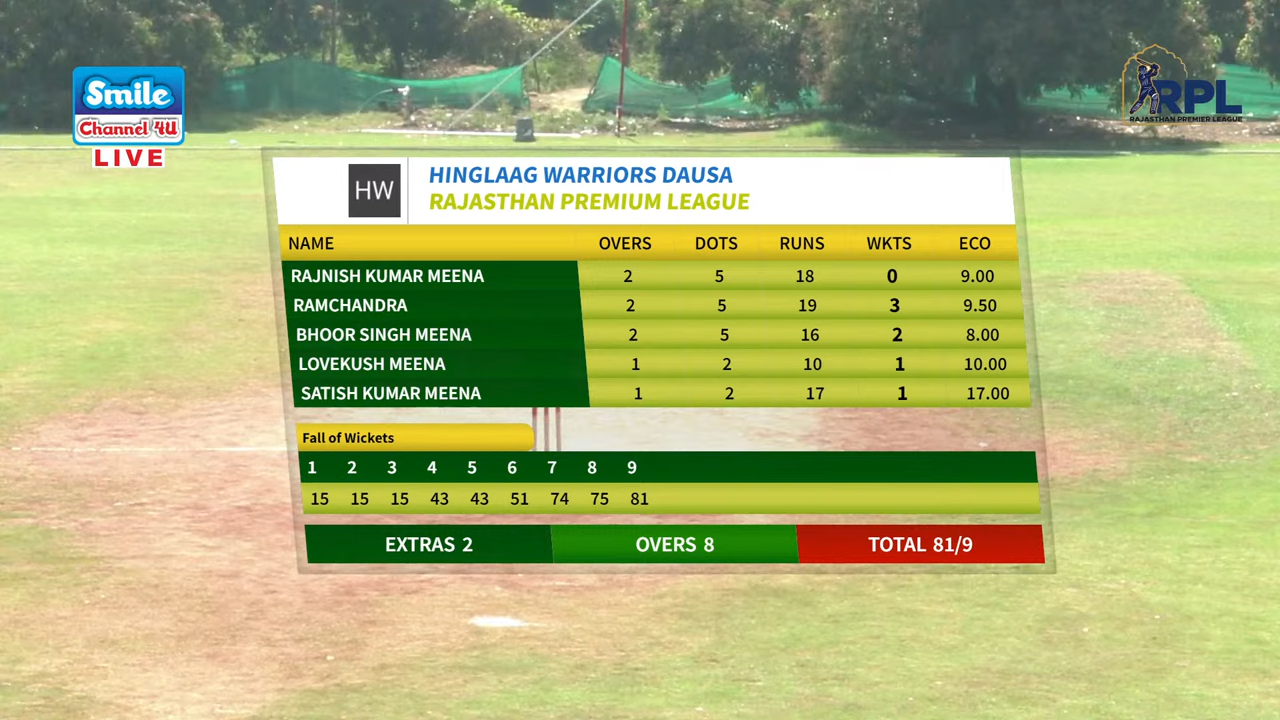 Smile
Channel 4U
LIVE
RPL
RAJASTHAN PREMIER LEAGUE
HW
HINGLAAG WARRIORS DAUSA
RAJASTHAN PREMIUM LEAGUE
NAME OVERS DOTS RUNS WKTS ECO
RAJNISH KUMAR MEENA 2 5 18 0 9.00
RAMCHANDRA 2 5 19 3 9.50
BHOOR SINGH MEENA 2 5 16 2 8.00
LOVEKUSH MEENA 1 2 10 1 10.00
SATISH KUMAR MEENA 1 2 17 1 17.00
Fall of Wickets
1 2 3 4 5 6 7 8 9
15 15 15 43 43 51 74 75 81
EXTRAS 2 OVERS 8 TOTAL 81/9